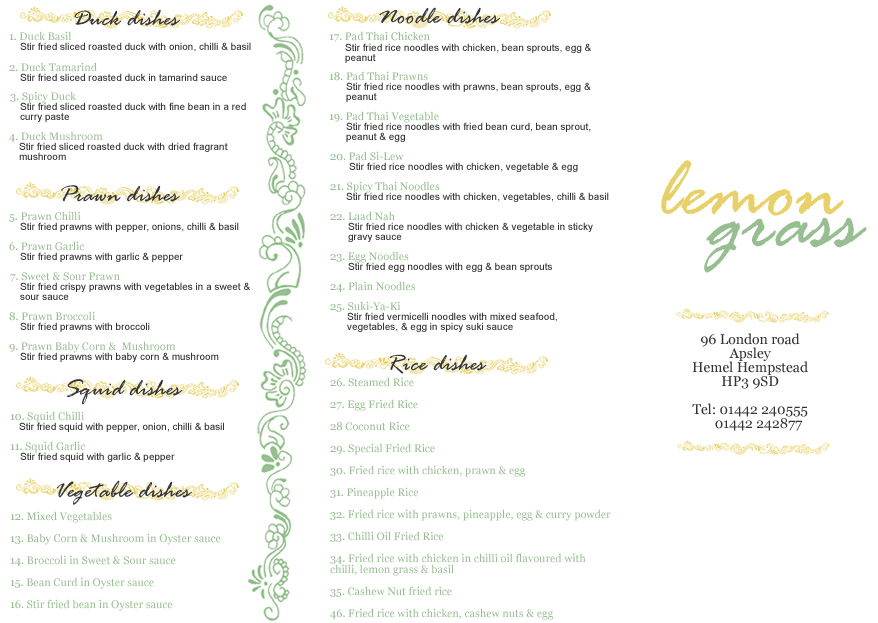 Duck dishes
1. Duck Basil
Stir fried sliced roasted duck with onion, chilli & basil
2. Duck Tamarind
Stir fried sliced roasted duck in tamarind sauce
3. Spicy Duck
Stir fried sliced roasted duck with fine bean in a red
curry paste
4. Duck Mushroom
Stir fried sliced roasted duck with dried fragrant
mushroom
Prawn dishes
5. Prawn Chilli
Stir fried prawns with pepper, onions, chilli & basil
6. Prawn Garlic
Stir fried prawns with garlic & pepper
7. Sweet & Sour Prawn
Stir fried crispy prawns with vegetables in a sweet &
sour sauce
8. Prawn Broccoli
Stir fried prawns with broccoli
9. Prawn Baby Corn & Mushroom
Stir fried prawns with baby corn & mushroom
Squid dishes
10. Squid Chilli
Stir fried squid with pepper, onion, chilli & basil
11. Squid Garlic
Stir fried squid with garlic & pepper
Vegetable dishes
12. Mixed Vegetables
13. Baby Corn & Mushroom in Oyster sauce
14. Broccoli in Sweet & Sour sauce
15. Bean Curd in Oyster sauce
16. Stir fried bean in Oyster sauce
Noodle dishes
17. Pad Thai Chicken
Stir fried rice noodles with chicken, bean sprouts, egg &
peanut
18. Pad Thai Prawns
Stir fried rice noodles with prawns, bean sprouts, egg &
peanut
19. Pad Thai Vegetable
Stir fried rice noodles with fried bean curd, bean sprout,
peanut & egg
20. Pad Si-Lew
Stir fried rice noodles with chicken, vegetable & egg
21. Spicy Thai Noodles
Stir fried rice noodles with chicken, vegetables, chilli & basil
22. Laad Nah
Stir fried rice noodles with chicken & vegetable in sticky
gravy sauce
23. Egg Noodles
Stir fried egg noodles with egg & bean sprouts
24. Plain Noodles
25. Suki-Ya-Ki
Stir fried vermicelli noodles with mixed seafood,
vegetables, & egg in spicy suki sauce
Rice dishes
26. Steamed Rice
27. Egg Fried Rice
28 Coconut Rice
29. Special Fried Rice
30. Fried rice with chicken, prawn & egg
31. Pineapple Rice
32. Fried rice with prawns, pineapple, egg & curry powder
33. Chilli Oil Fried Rice
34. Fried rice with chicken in chilli oil flavoured with
chilli, lemon grass & basil
35. Cashew Nut fried rice
46. Fried rice with chicken, cashew nuts & egg
lemon
grass
96 London road
Apsley
Hemel Hempstead
HP3 9SD
Tel: 01442 240555
01442 242877